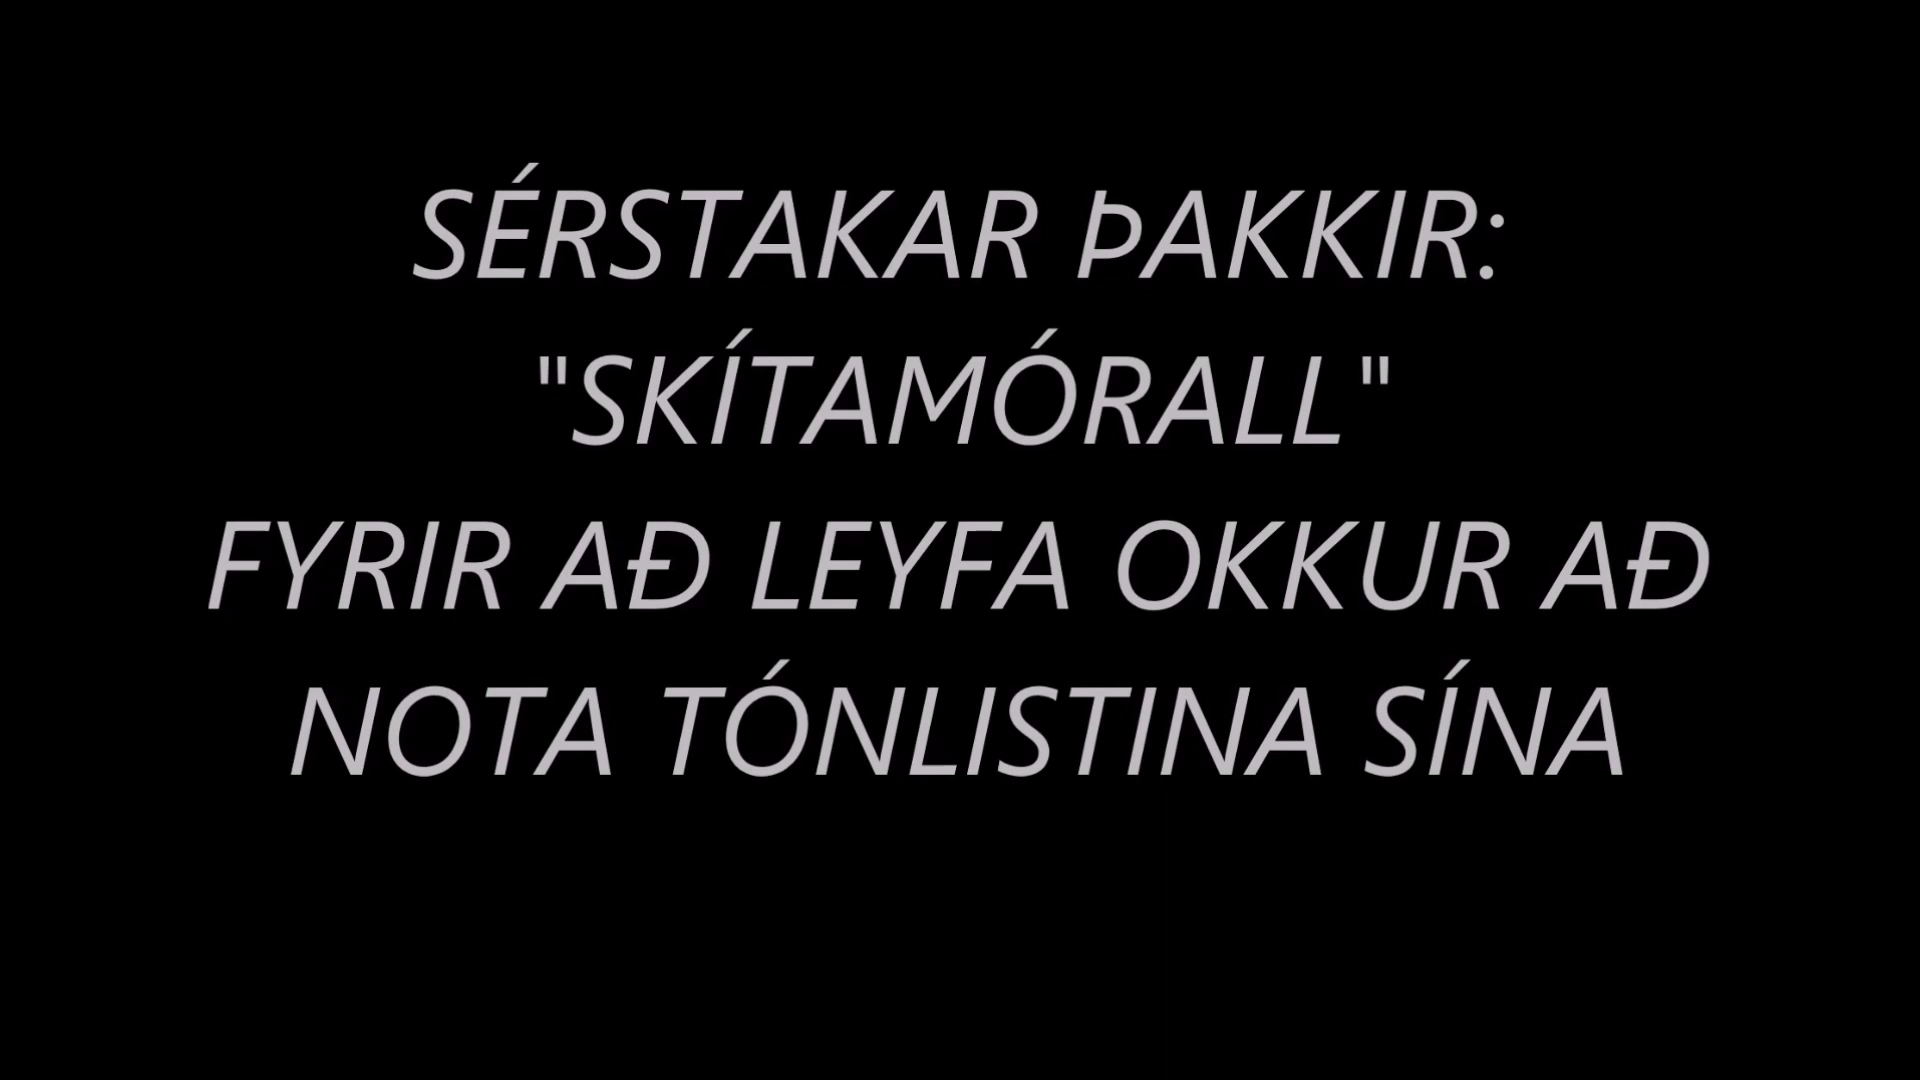 SÉRSTAKAR ÞAKKIR:
"SKÍTAMÓRALL"
FYRIR AÐ LEYFA OKKUR AÐ
NOTA TÓNLISTINA SÍNA